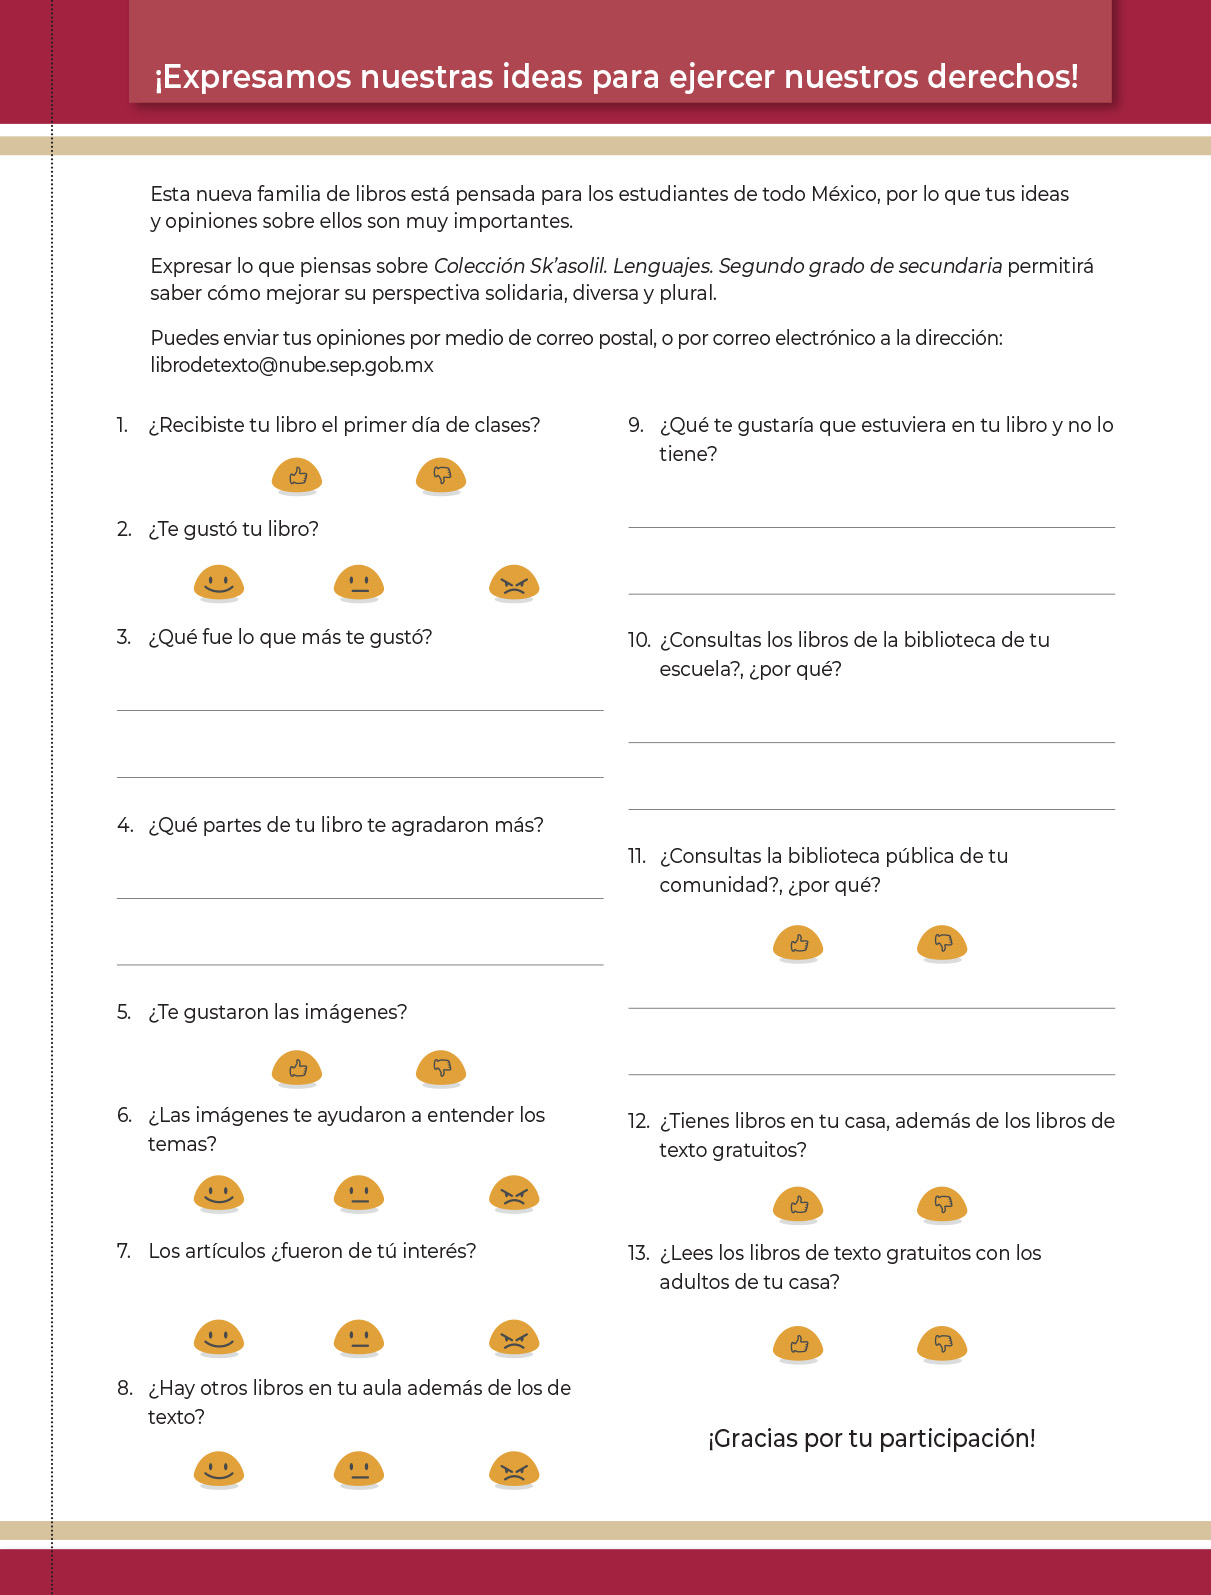 ¡Expresamos nuestras ideas para ejercer nuestros derechos!
Esta nueva familia de libros está pensada para los estudiantes de todo México, por lo que tus ideas
y opiniones sobre ellos son muy importantes.
Expresar lo que piensas sobre Colección Sk’asolil. Lenguajes. Segundo grado de secundaria permitirá
saber cómo mejorar su perspectiva solidaria, diversa y plural.
Puedes enviar tus opiniones por medio de correo postal, o por correo electrónico a la dirección:
librodetexto@nube.sep.gob.mx
1. ¿Recibiste tu libro el primer día de clases?
2. ¿Te gustó tu libro?
3. ¿Qué fue lo que más te gustó?
4. ¿Qué partes de tu libro te agradaron más?
5. ¿Te gustaron las imágenes?
6. ¿Las imágenes te ayudaron a entender los
temas?
7. Los artículos ¿fueron de tú interés?
8. ¿Hay otros libros en tu aula además de los de
texto?
9. ¿Qué te gustaría que estuviera en tu libro y no lo
tiene?
10. ¿Consultas los libros de la biblioteca de tu
escuela?, ¿por qué?
11. ¿Consultas la biblioteca pública de tu
comunidad?, ¿por qué?
12. ¿Tienes libros en tu casa, además de los libros de
texto gratuitos?
13. ¿Lees los libros de texto gratuitos con los
adultos de tu casa?
¡Gracias por tu participación!